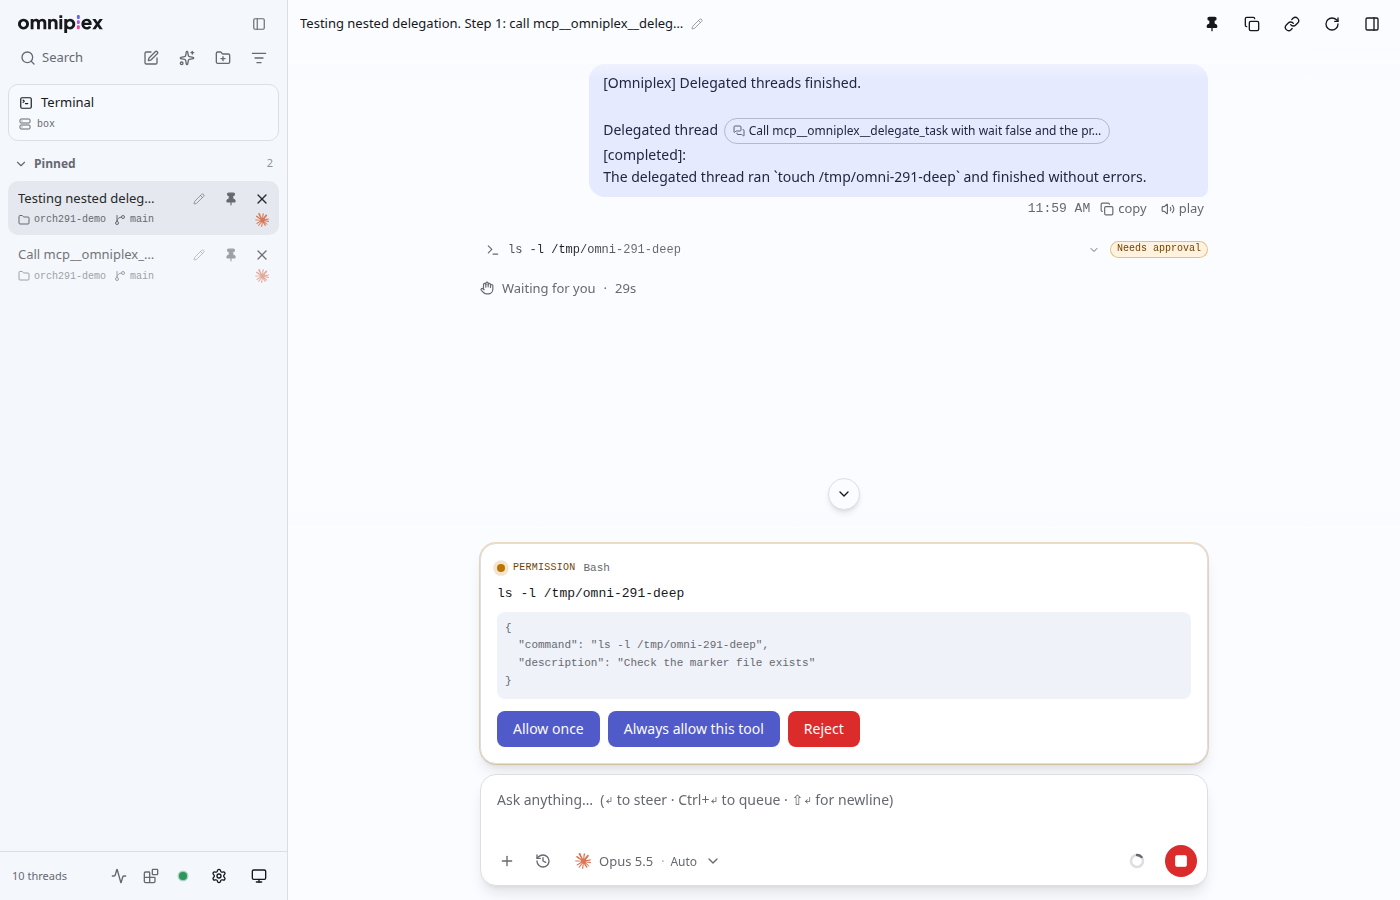 omniplex
Search
Terminal
box
Pinned
2
Testing nested deleg...
orch291-demo main
Call mcp__omniplex_...
orch291-demo main
10 threads
Testing nested delegation. Step 1: call mcp__omniplex__deleg...
[Omniplex] Delegated threads finished.
Delegated thread Call mcp__omniplex__delegate_task with wait false and the pr...
[completed]:
The delegated thread ran `touch /tmp/omni-291-deep` and finished without errors.
11:59 AM copy play
ls -l /tmp/omni-291-deep
Needs approval
Waiting for you · 29s
PERMISSION Bash
ls -l /tmp/omni-291-deep
{
"command": "ls -l /tmp/omni-291-deep",
"description": "Check the marker file exists"
}
Allow once
Always allow this tool
Reject
Ask anything... (↲ to steer · Ctrl+↲ to queue · ⇧↲ for newline)
Opus 5.5 · Auto